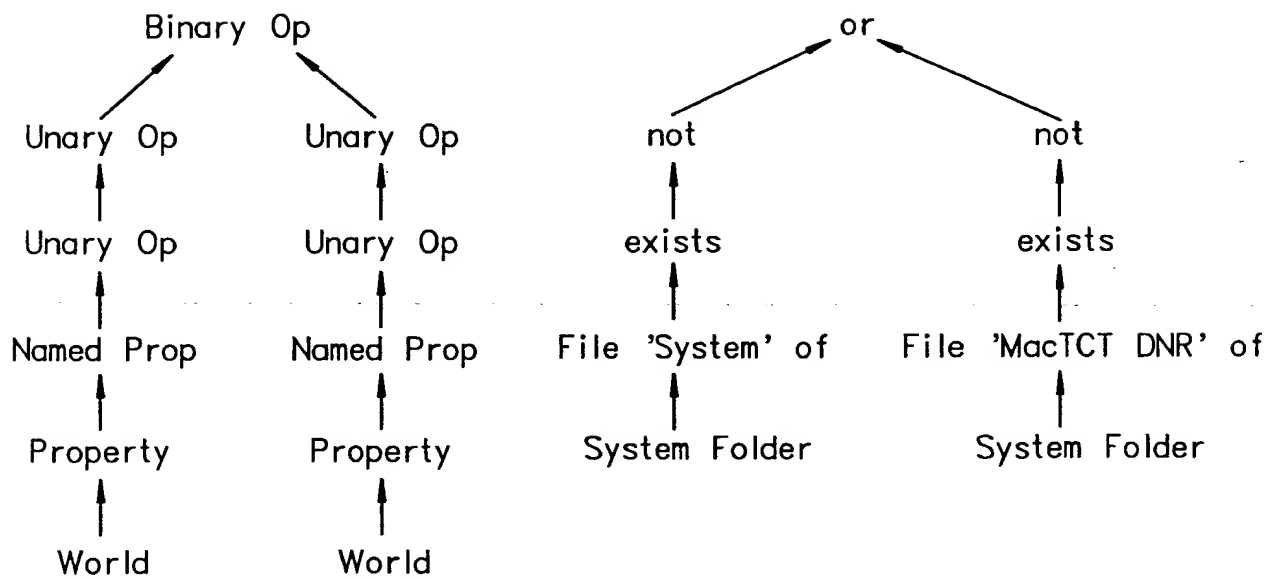 Binary Op or
Unary Op Unary Op not not
Unary Op Unary Op exists exists
Named Prop Named Prop File 'System' of File 'MacTCT DNR' of
Property Property System Folder System Folder
World World